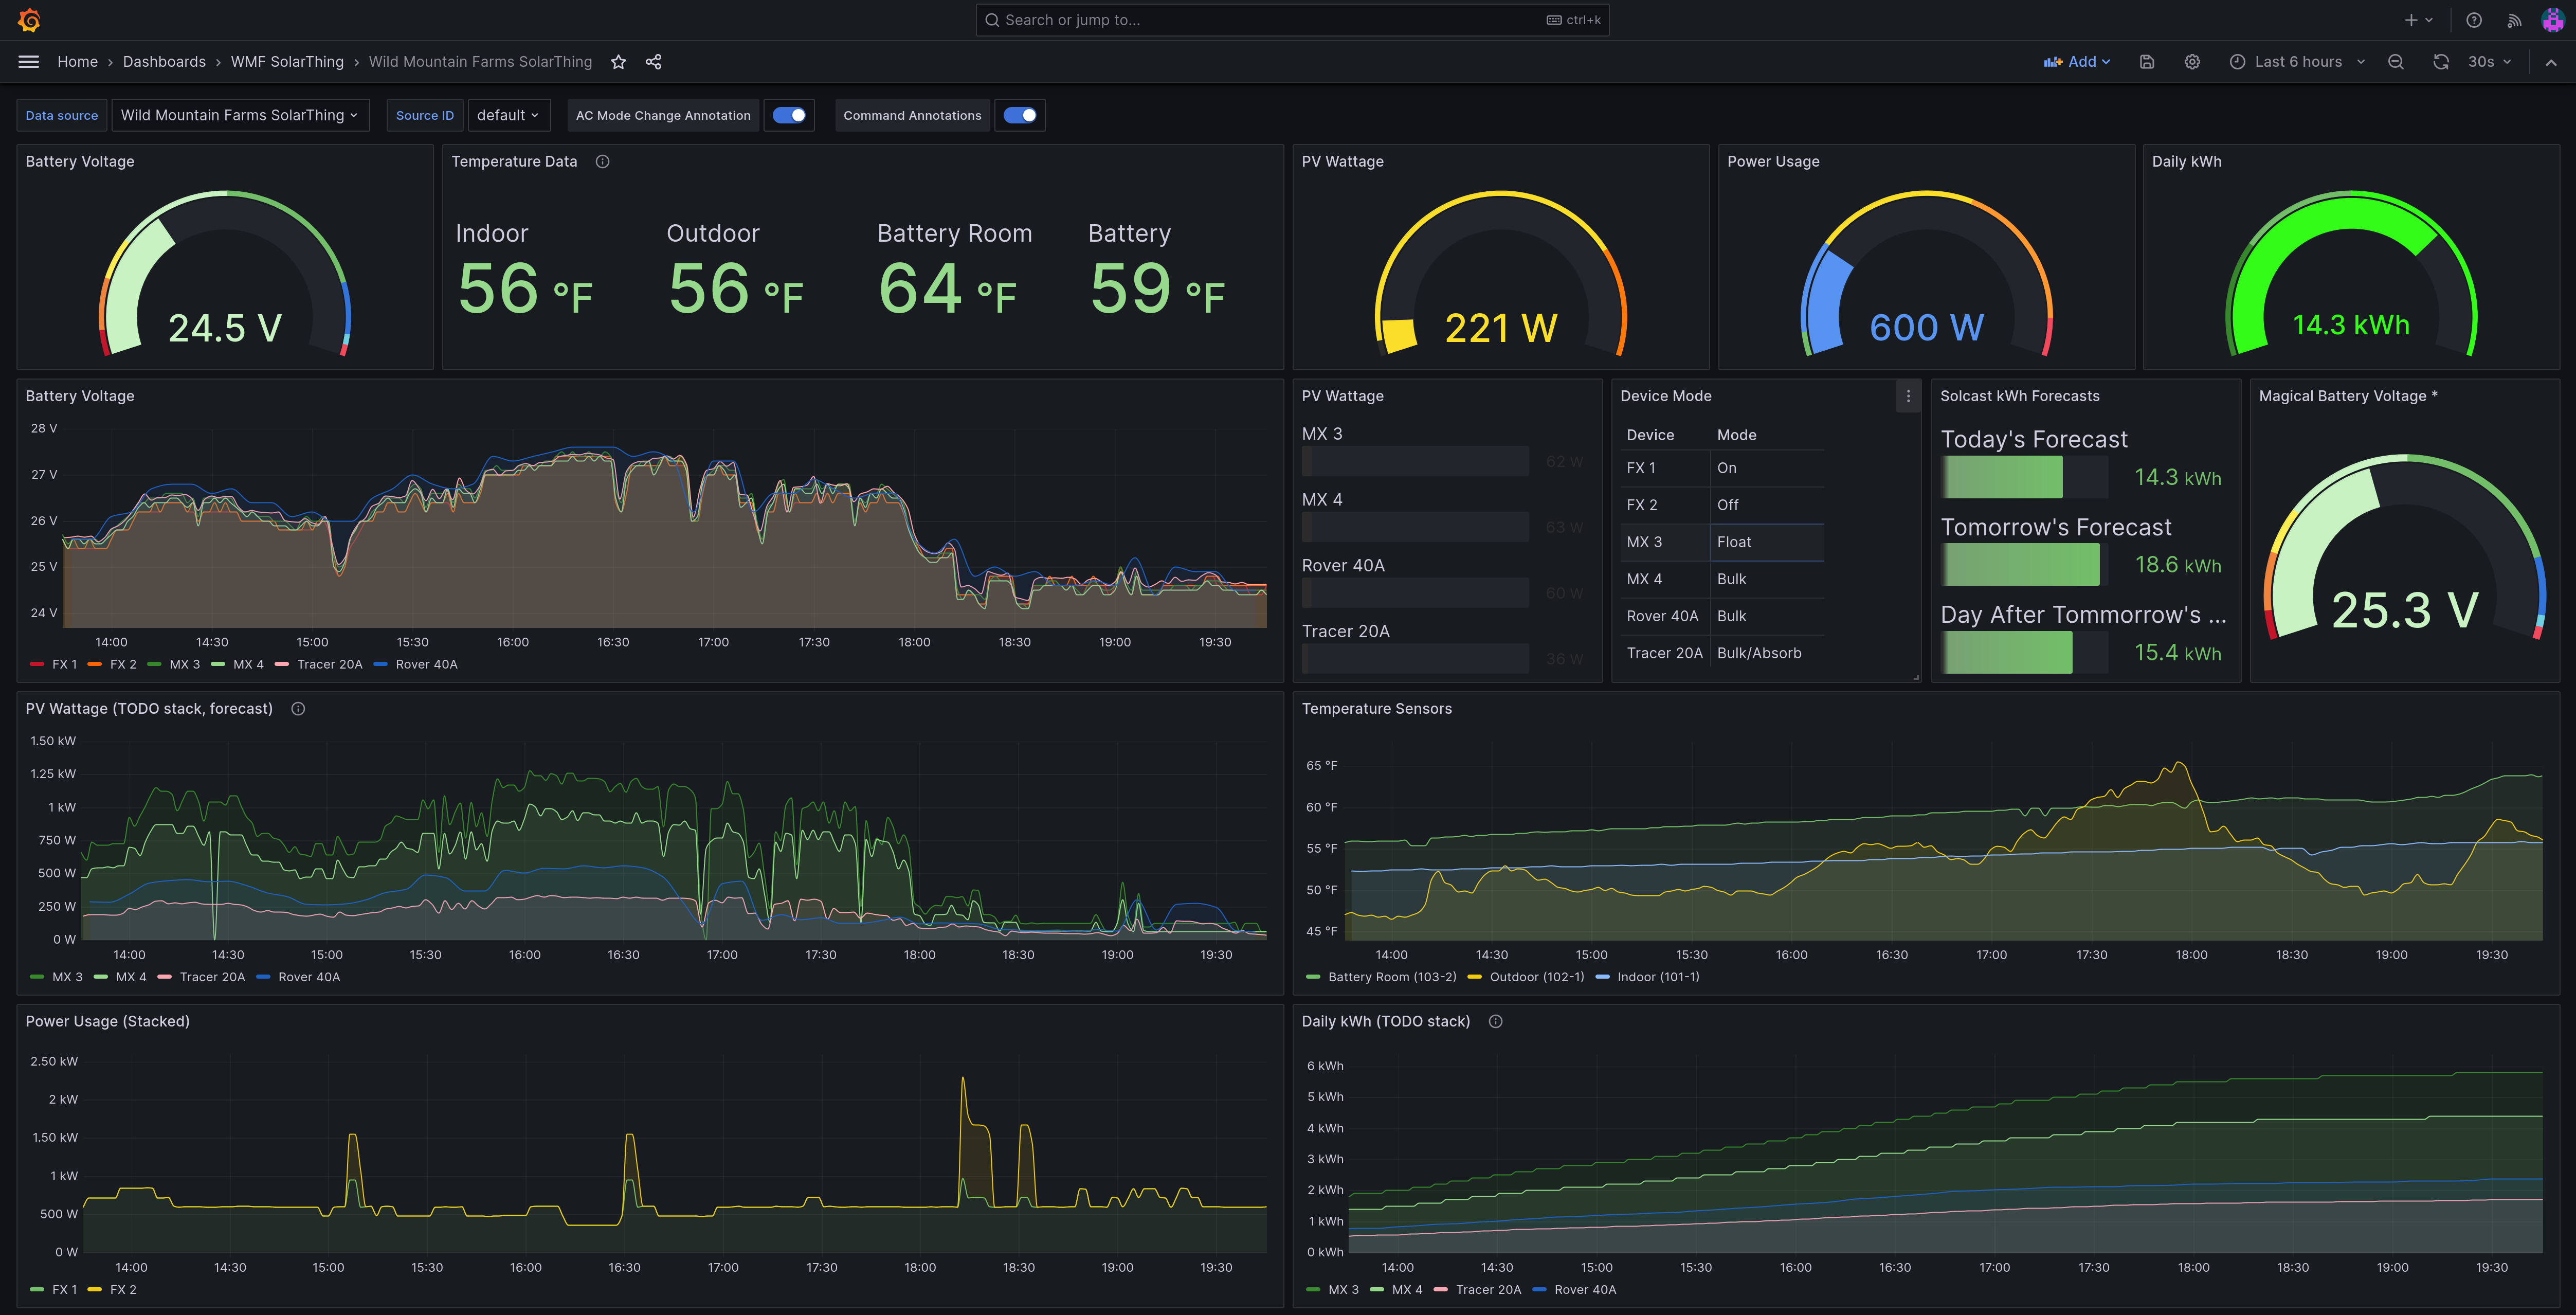 Search or jump to...
ctrl+k
Home › Dashboards › WMF SolarThing › Wild Mountain Farms SolarThing
Add
Last 6 hours
30s
Data source
Wild Mountain Farms SolarThing
Source ID
default
AC Mode Change Annotation
Command Annotations
Battery Voltage
24.5 V
Temperature Data
Indoor
56 °F
Outdoor
56 °F
Battery Room
64 °F
Battery
59 °F
PV Wattage
221 W
Power Usage
600 W
Daily kWh
14.3 kWh
Battery Voltage
28 V
27 V
26 V
25 V
24 V
14:00 14:30 15:00 15:30 16:00 16:30 17:00 17:30 18:00 18:30 19:00 19:30
FX 1 FX 2 MX 3 MX 4 Tracer 20A Rover 40A
PV Wattage
MX 3
62 W
MX 4
63 W
Rover 40A
60 W
Tracer 20A
36 W
Device Mode
Device Mode
FX 1 On
FX 2 Off
MX 3 Float
MX 4 Bulk
Rover 40A Bulk
Tracer 20A Bulk/Absorb
Solcast kWh Forecasts
Today's Forecast
14.3 kWh
Tomorrow's Forecast
18.6 kWh
Day After Tommorrow's ...
15.4 kWh
Magical Battery Voltage *
25.3 V
PV Wattage (TODO stack, forecast)
1.50 kW
1.25 kW
1 kW
750 W
500 W
250 W
0 W
14:00 14:30 15:00 15:30 16:00 16:30 17:00 17:30 18:00 18:30 19:00 19:30
MX 3 MX 4 Tracer 20A Rover 40A
Temperature Sensors
65 °F
60 °F
55 °F
50 °F
45 °F
14:00 14:30 15:00 15:30 16:00 16:30 17:00 17:30 18:00 18:30 19:00 19:30
Battery Room (103-2) Outdoor (102-1) Indoor (101-1)
Power Usage (Stacked)
2.50 kW
2 kW
1.50 kW
1 kW
500 W
0 W
14:00 14:30 15:00 15:30 16:00 16:30 17:00 17:30 18:00 18:30 19:00 19:30
FX 1 FX 2
Daily kWh (TODO stack)
6 kWh
5 kWh
4 kWh
3 kWh
2 kWh
1 kWh
0 kWh
14:00 14:30 15:00 15:30 16:00 16:30 17:00 17:30 18:00 18:30 19:00 19:30
MX 3 MX 4 Tracer 20A Rover 40A